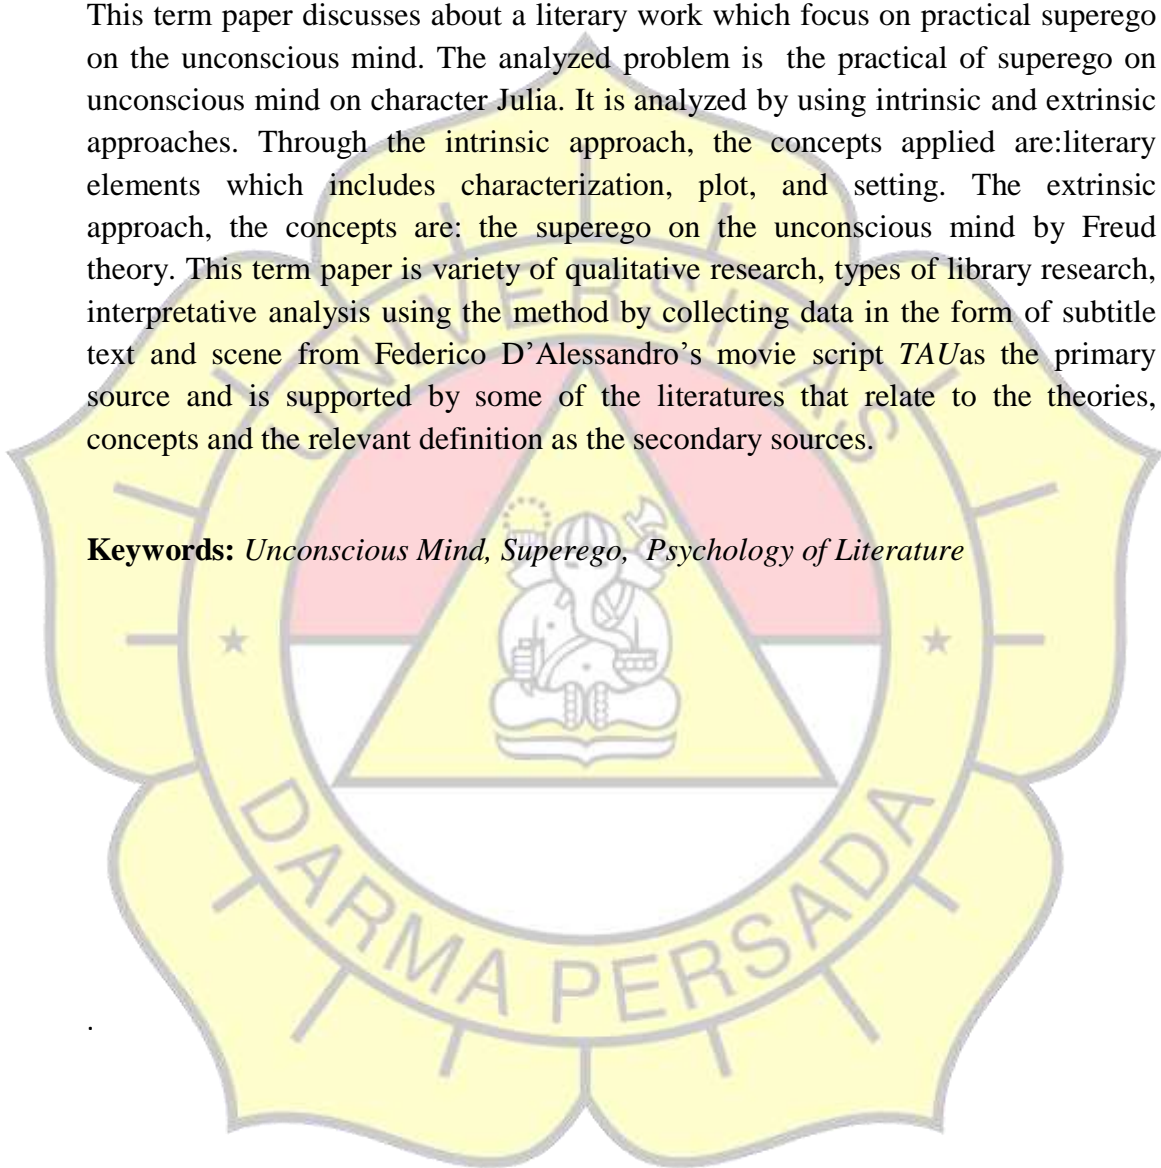 This term paper discusses about a literary work which focus on practical superego
on the unconscious mind. The analyzed problem is the practical of superego on
unconscious mind on character Julia. It is analyzed by using intrinsic and extrinsic
approaches. Through the intrinsic approach, the concepts applied are:literary
elements which includes characterization, plot, and setting. The extrinsic
approach, the concepts are: the superego on the unconscious mind by Freud
theory. This term paper is variety of qualitative research, types of library research,
interpretative analysis using the method by collecting data in the form of subtitle
text and scene from Federico D’Alessandro’s movie script TAUas the primary
source and is supported by some of the literatures that relate to the theories,
concepts and the relevant definition as the secondary sources.
Keywords: Unconscious Mind, Superego, Psychology of Literature
.
UNIVERSITAS
DARMA PERSADA